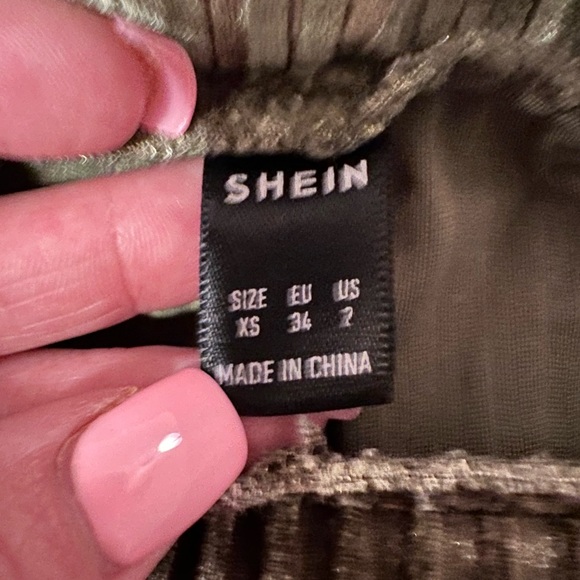 SHEIN
SIZE EU US
XS 34 2
MADE IN CHINA